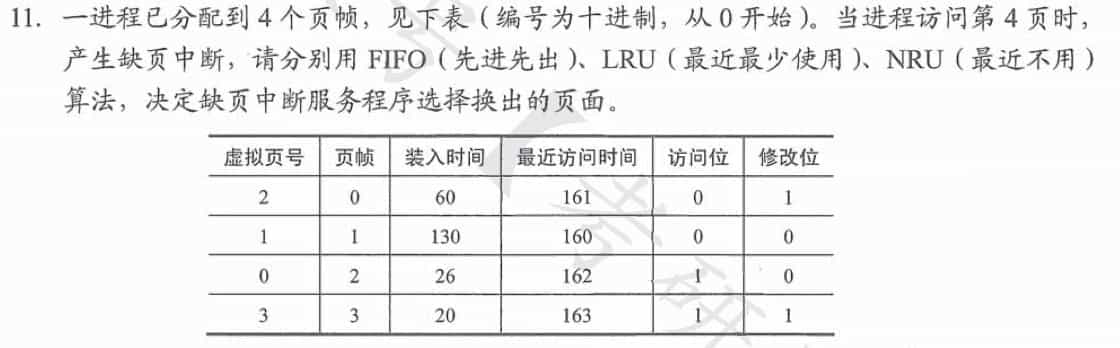 11. 一进程已分配到 4 个页帧，见下表（编号为十进制，从 0 开始）。当进程访问第 4 页时，
产生缺页中断，请分别用 FIFO（先进先出）、LRU（最近最少使用）、NRU（最近不用）
算法，决定缺页中断服务程序选择换出的页面。
虚拟页号 页帧 装入时间 最近访问时间 访问位 修改位
2 0 60 161 0 1
1 1 130 160 0 0
0 2 26 162 1 0
3 3 20 163 1 1
考研